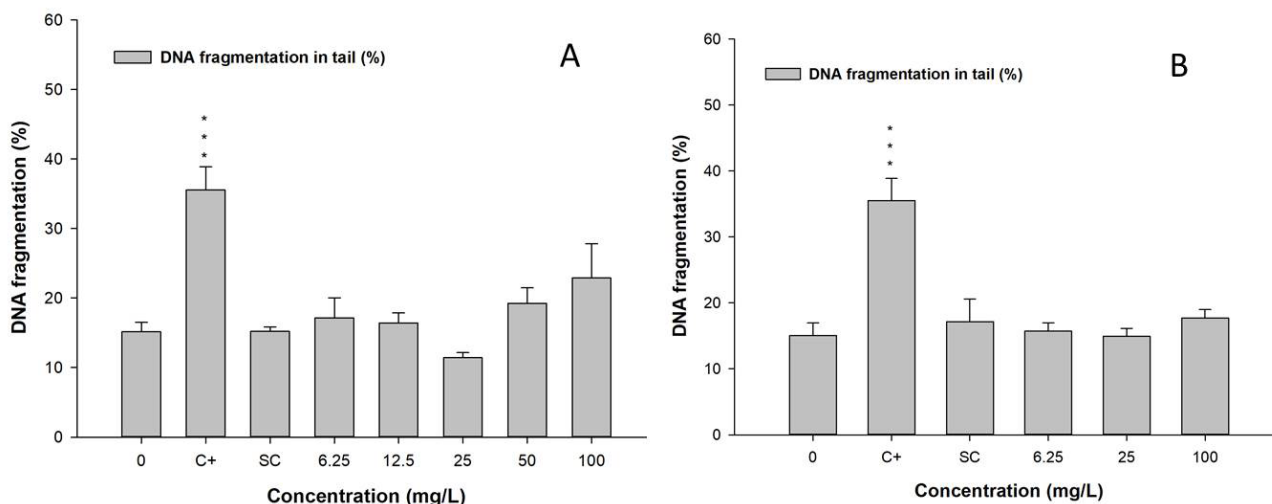 60
50
40
30
20
10
0
DNA fragmentation (%)
DNA fragmentation in tail (%)
A
*
*
*
0 C+ SC 6.25 12.5 25 50 100
Concentration (mg/L)
60
50
40
30
20
10
0
DNA fragmentation (%)
DNA fragmentation in tail (%)
B
*
*
*
0 C+ SC 6.25 25 100
Concentration (mg/L)